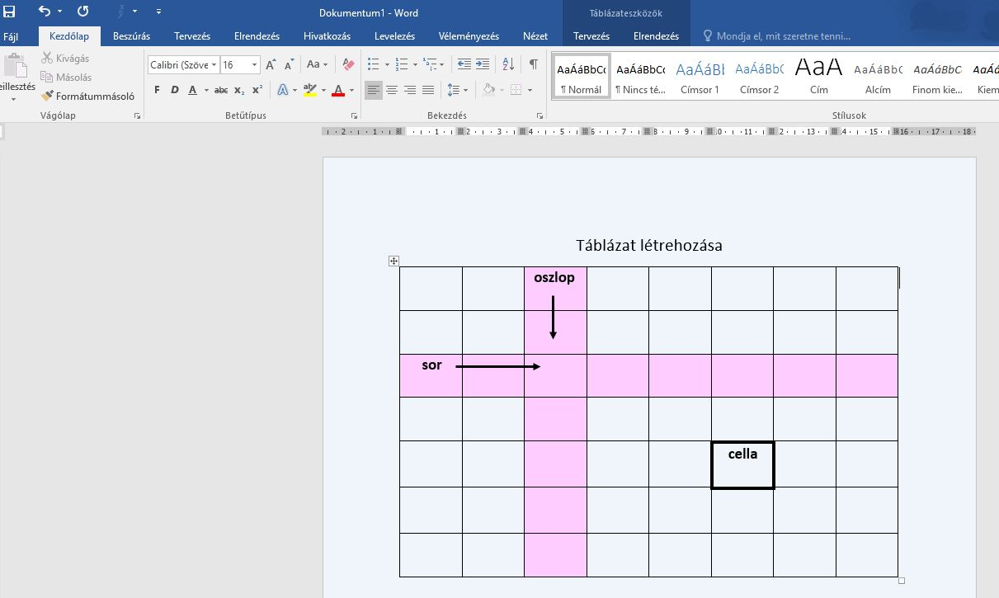 Dokumentum1 - Word
Táblázateszközök
Fájl Kezdőlap Beszúrás Tervezés Elrendezés Hivatkozás Levelezés Véleményezés Nézet Tervezés Elrendezés Mondja el, mit szeretne tenni...
eillesztés
Kivágás
Másolás
Formátummásoló
Vágólap
Calibri (Szöve 16
Aa
F D A abc x₂ x² A aby A
Betűtípus
Bekezdés
AaÁáBbCc AaÁáBbCc AaÁáBb AaÁáBbC AaÁ AaÁáBbC AaÁáBbC AaÁá
¶ Normál ¶ Nincs té... Címsor 1 Címsor 2 Cím Alcím Finom kie... Kiem
Stílusok
2 1 1 2 3 4 5 6 7 8 9 10 11 12 13 14 15 16 17 18
Táblázat létrehozása
oszlop
sor
cella